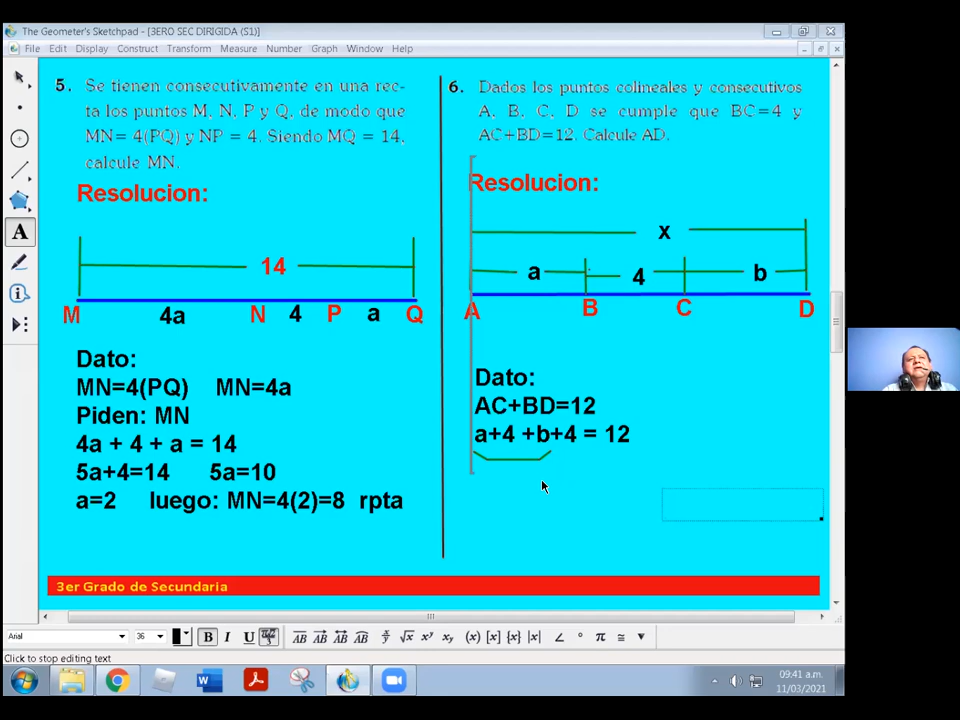 The Geometer's Sketchpad - [3ERO SEC DIRIGIDA (S1)]
File Edit Display Construct Transform Measure Number Graph Window Help
5. Se tienen consecutivamente en una rec-
ta los puntos M, N, P y Q, de modo que
MN= 4(PQ) y NP = 4. Siendo MQ = 14,
calcule MN.
Resolucion:
14
M 4a N 4 P a Q
Dato:
MN=4(PQ) MN=4a
Piden: MN
4a + 4 + a = 14
5a+4=14 5a=10
a=2 luego: MN=4(2)=8 rpta
6. Dados los puntos colineales y consecutivos
A, B, C, D se cumple que BC=4 y
AC+BD=12. Calcule AD.
Resolucion:
x
a 4 b
A B C D
Dato:
AC+BD=12
a+4 +b+4 = 12
3er Grado de Secundaria
Arial 36 B I U
Click to stop editing text
09:41 a.m.
11/03/2021